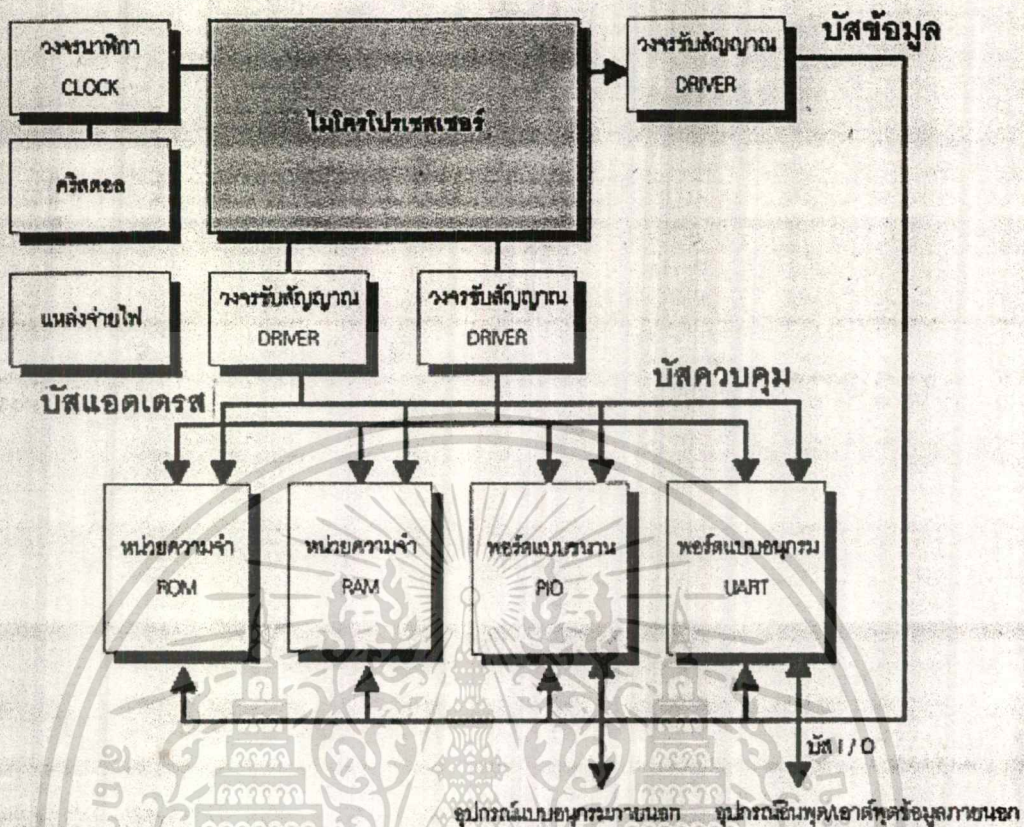 วงจรนาฬิกา
CLOCK
ไมโครโปรเซสเซอร์
วงจรขับสัญญาณ
DRIVER
บัสข้อมูล
คริสตอล
แหล่งจ่ายไฟ
วงจรขับสัญญาณ
DRIVER
วงจรขับสัญญาณ
DRIVER
บัสแอดเดรส
บัสควบคุม
หน่วยความจำ
ROM
หน่วยความจำ
RAM
พอร์ตแบบขนาน
PIO
พอร์ตแบบอนุกรม
UART
บัส I / O
อุปกรณ์แบบอนุกรมภายนอก
อุปกรณ์อินพุต/เอาต์พุตข้อมูลภายนอก